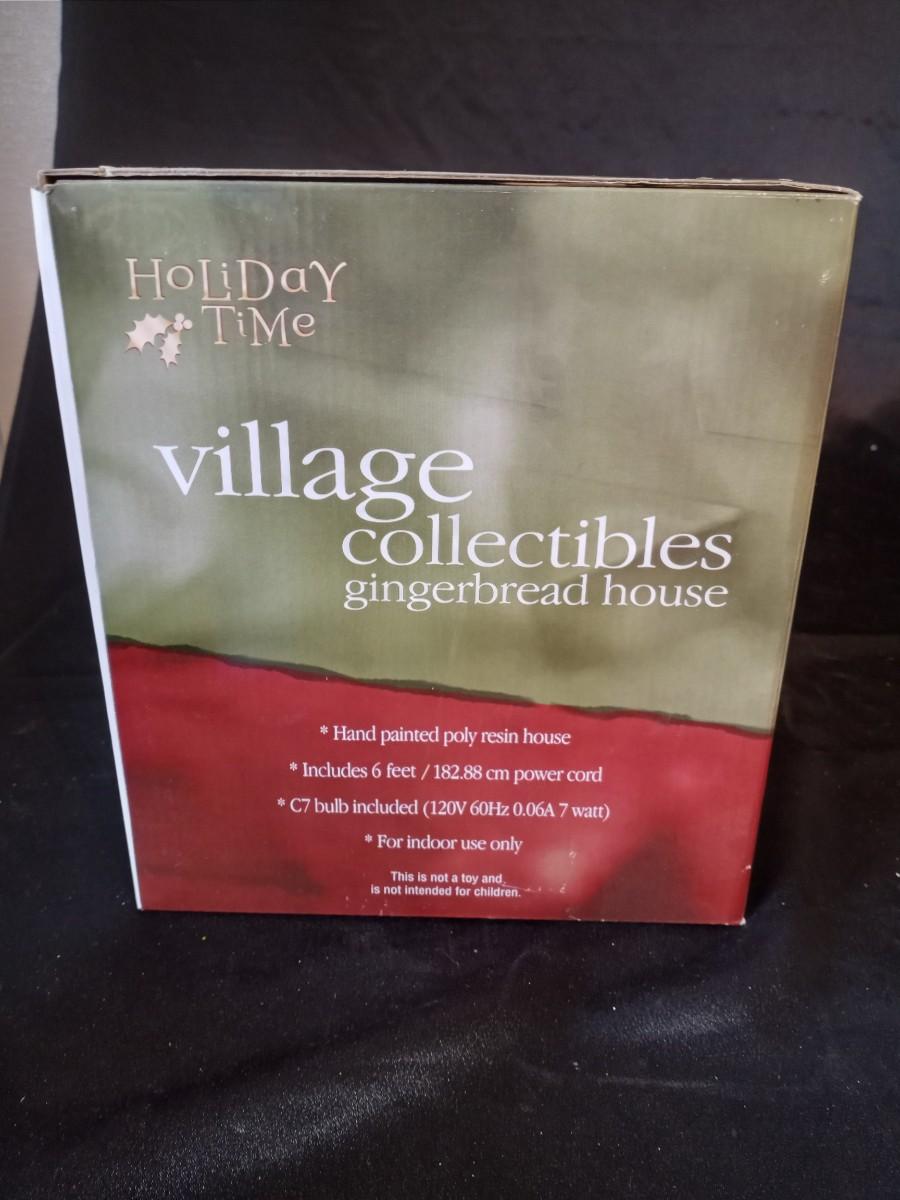 HoLiDaY
TiMe
village
collectibles
gingerbread house
* Hand painted poly resin house
* Includes 6 feet / 182.88 cm power cord
* C7 bulb included (120V 60Hz 0.06A 7 watt)
* For indoor use only
This is not a toy and
is not intended for children.